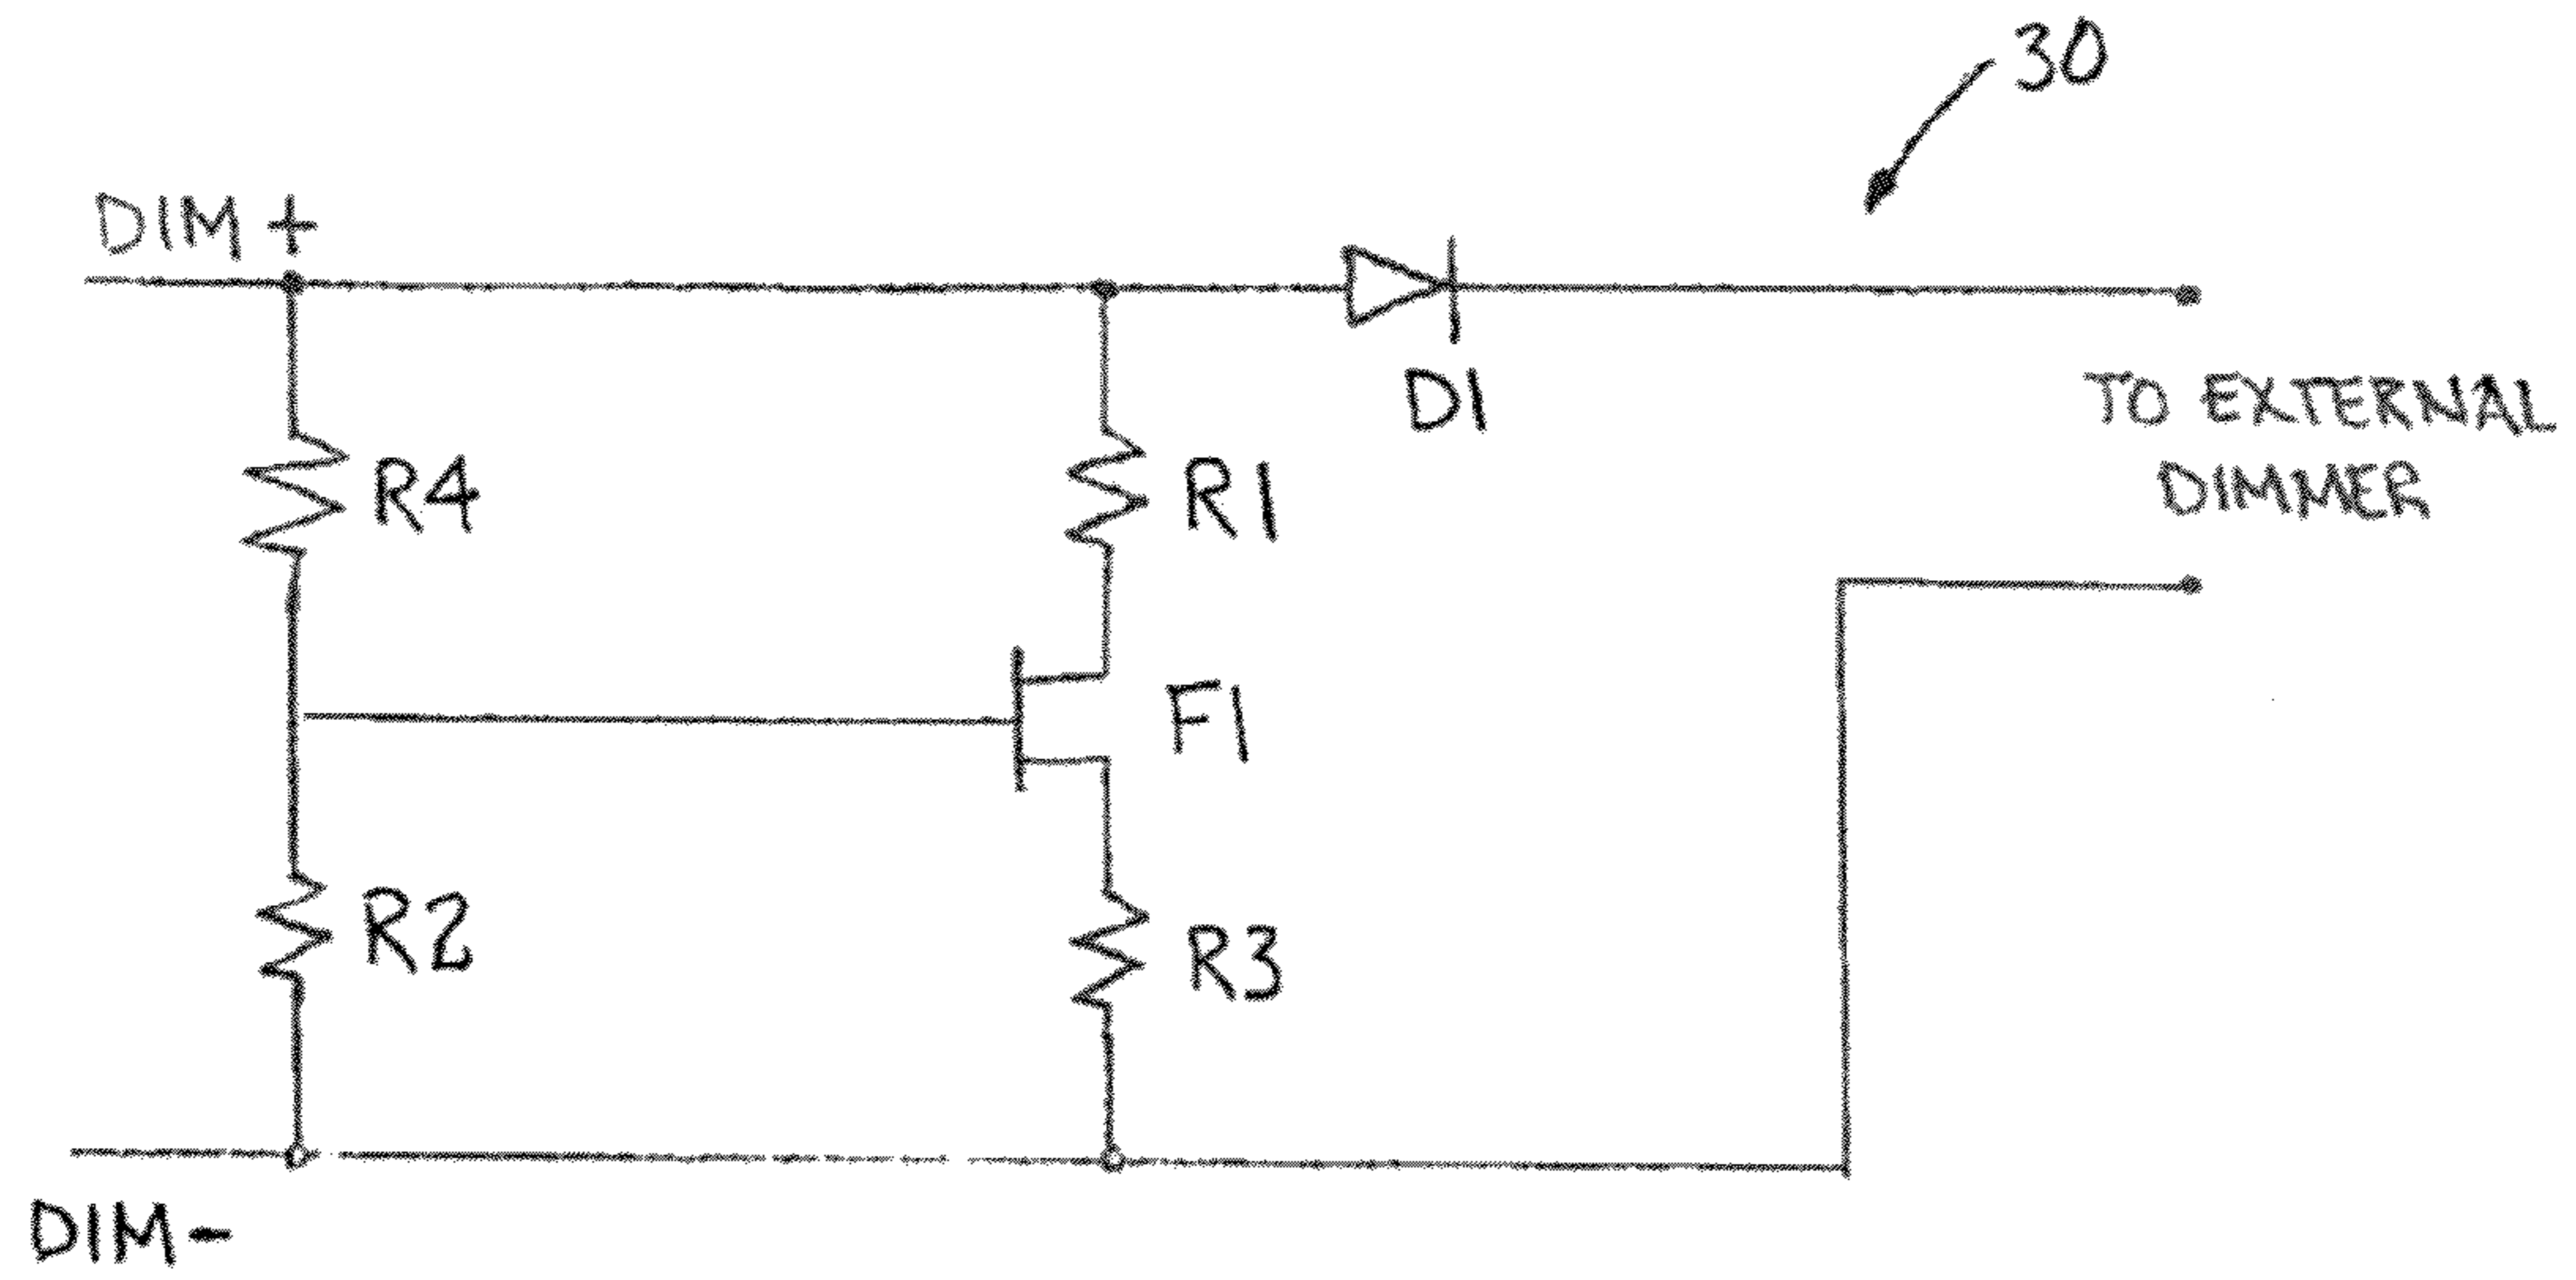 30
DIM +
D1
TO EXTERNAL
DIMMER
R4
R1
F1
R2
R3
DIM -